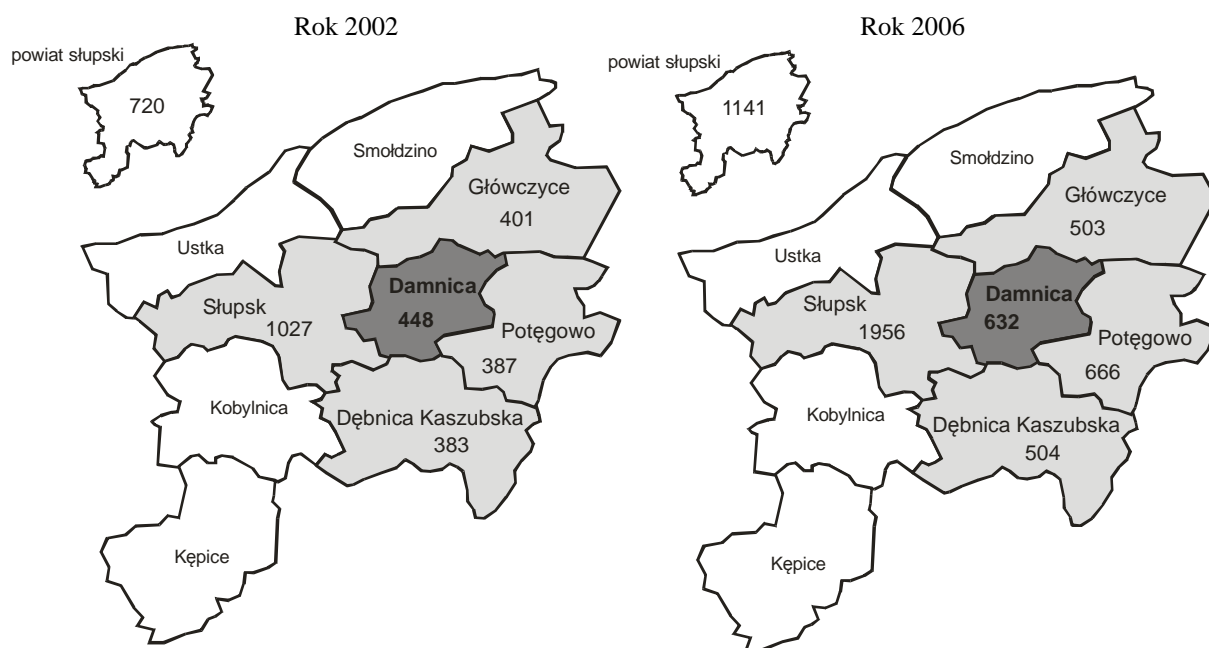 Rok 2002
powiat słupski
720
Smołdzino
Główczyce
401
Ustka
Damnica
448
Słupsk
1027
Potęgowo
387
Kobylnica
Dębnica Kaszubska
383
Kępice
Rok 2006
powiat słupski
1141
Smołdzino
Główczyce
503
Ustka
Damnica
632
Słupsk
1956
Potęgowo
666
Kobylnica
Dębnica Kaszubska
504
Kępice